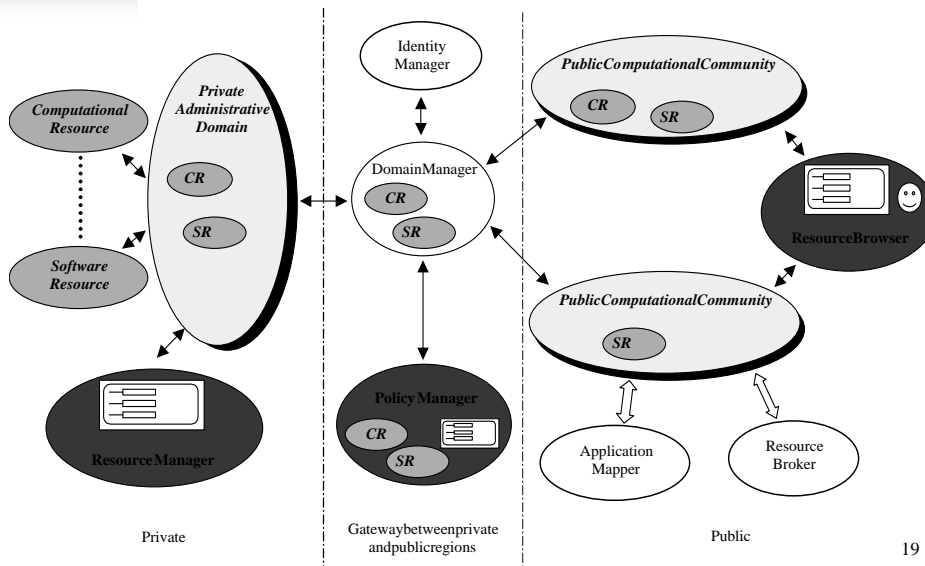 Identity
Manager
PublicComputationalCommunity
CR
SR
Private
Administrative
Domain
CR
SR
Computational
Resource
Software
Resource
DomainManager
CR
SR
ResourceBrowser
PublicComputationalCommunity
SR
ResourceManager
PolicyManager
CR
SR
Application
Mapper
Resource
Broker
Private
Gatewaybetweenprivate
andpublicregions
Public
19